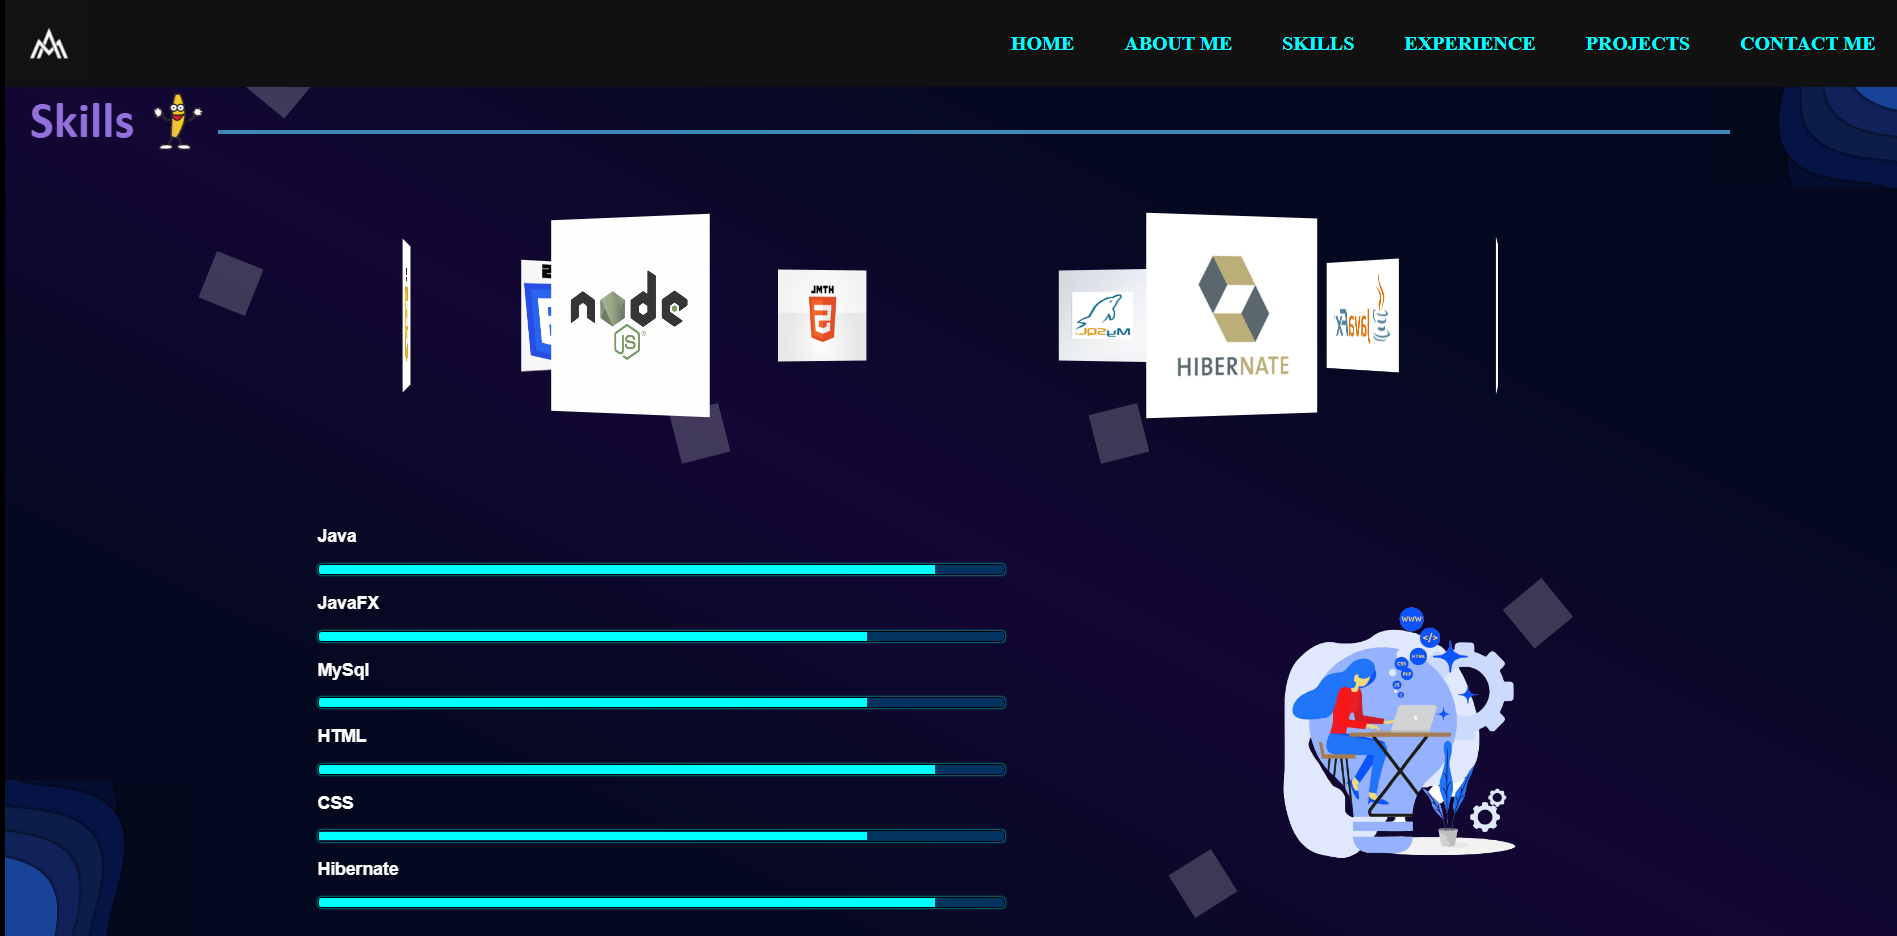 HOME ABOUT ME SKILLS EXPERIENCE PROJECTS CONTACT ME
Skills
node
JS
HTML
5
MySQL
HIBERNATE
JavaFX
Java
JavaFX
MySql
HTML
CSS
Hibernate
WWW
</>
HTML
CSS
PHP
JS